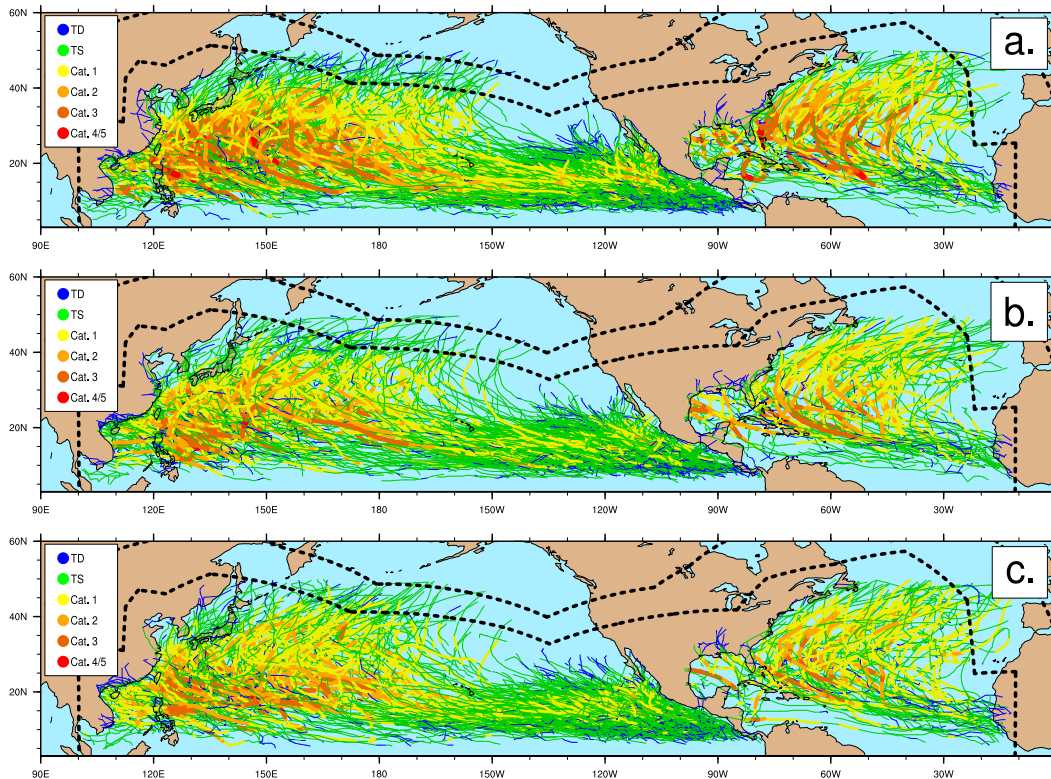 60N
TD
TS
Cat. 1
Cat. 2
Cat. 3
Cat. 4/5
a.
40N
20N
90E 120E 150E 180 150W 120W 90W 60W 30W
60N
TD
TS
Cat. 1
Cat. 2
Cat. 3
Cat. 4/5
b.
40N
20N
90E 120E 150E 180 150W 120W 90W 60W 30W
60N
TD
TS
Cat. 1
Cat. 2
Cat. 3
Cat. 4/5
c.
40N
20N
90E 120E 150E 180 150W 120W 90W 60W 30W